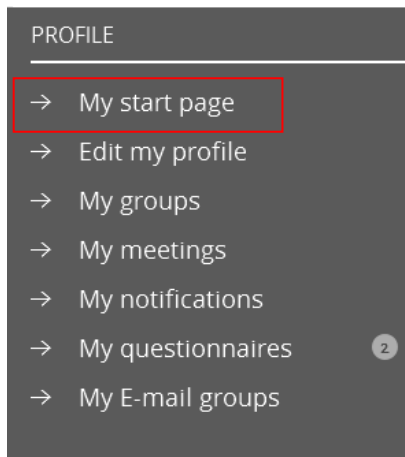 PROFILE
→ My start page
→ Edit my profile
→ My groups
→ My meetings
→ My notifications
→ My questionnaires 2
→ My E-mail groups